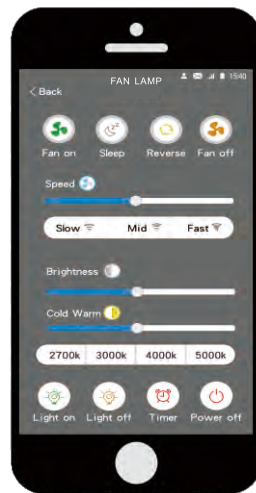 15:40
FAN LAMP
Back
Fan on Sleep Reverse Fan off
Speed
Slow Mid Fast
Brightness
Cold Warm
2700k 3000k 4000k 5000k
Light on Light off Timer Power off